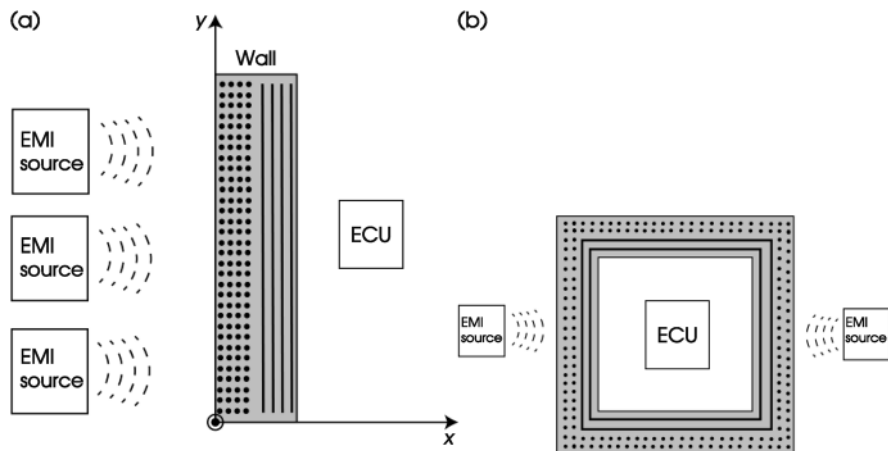 (a)
y
Wall
EMI
source
EMI
source
EMI
source
ECU
x
(b)
EMI
source
ECU
EMI
source